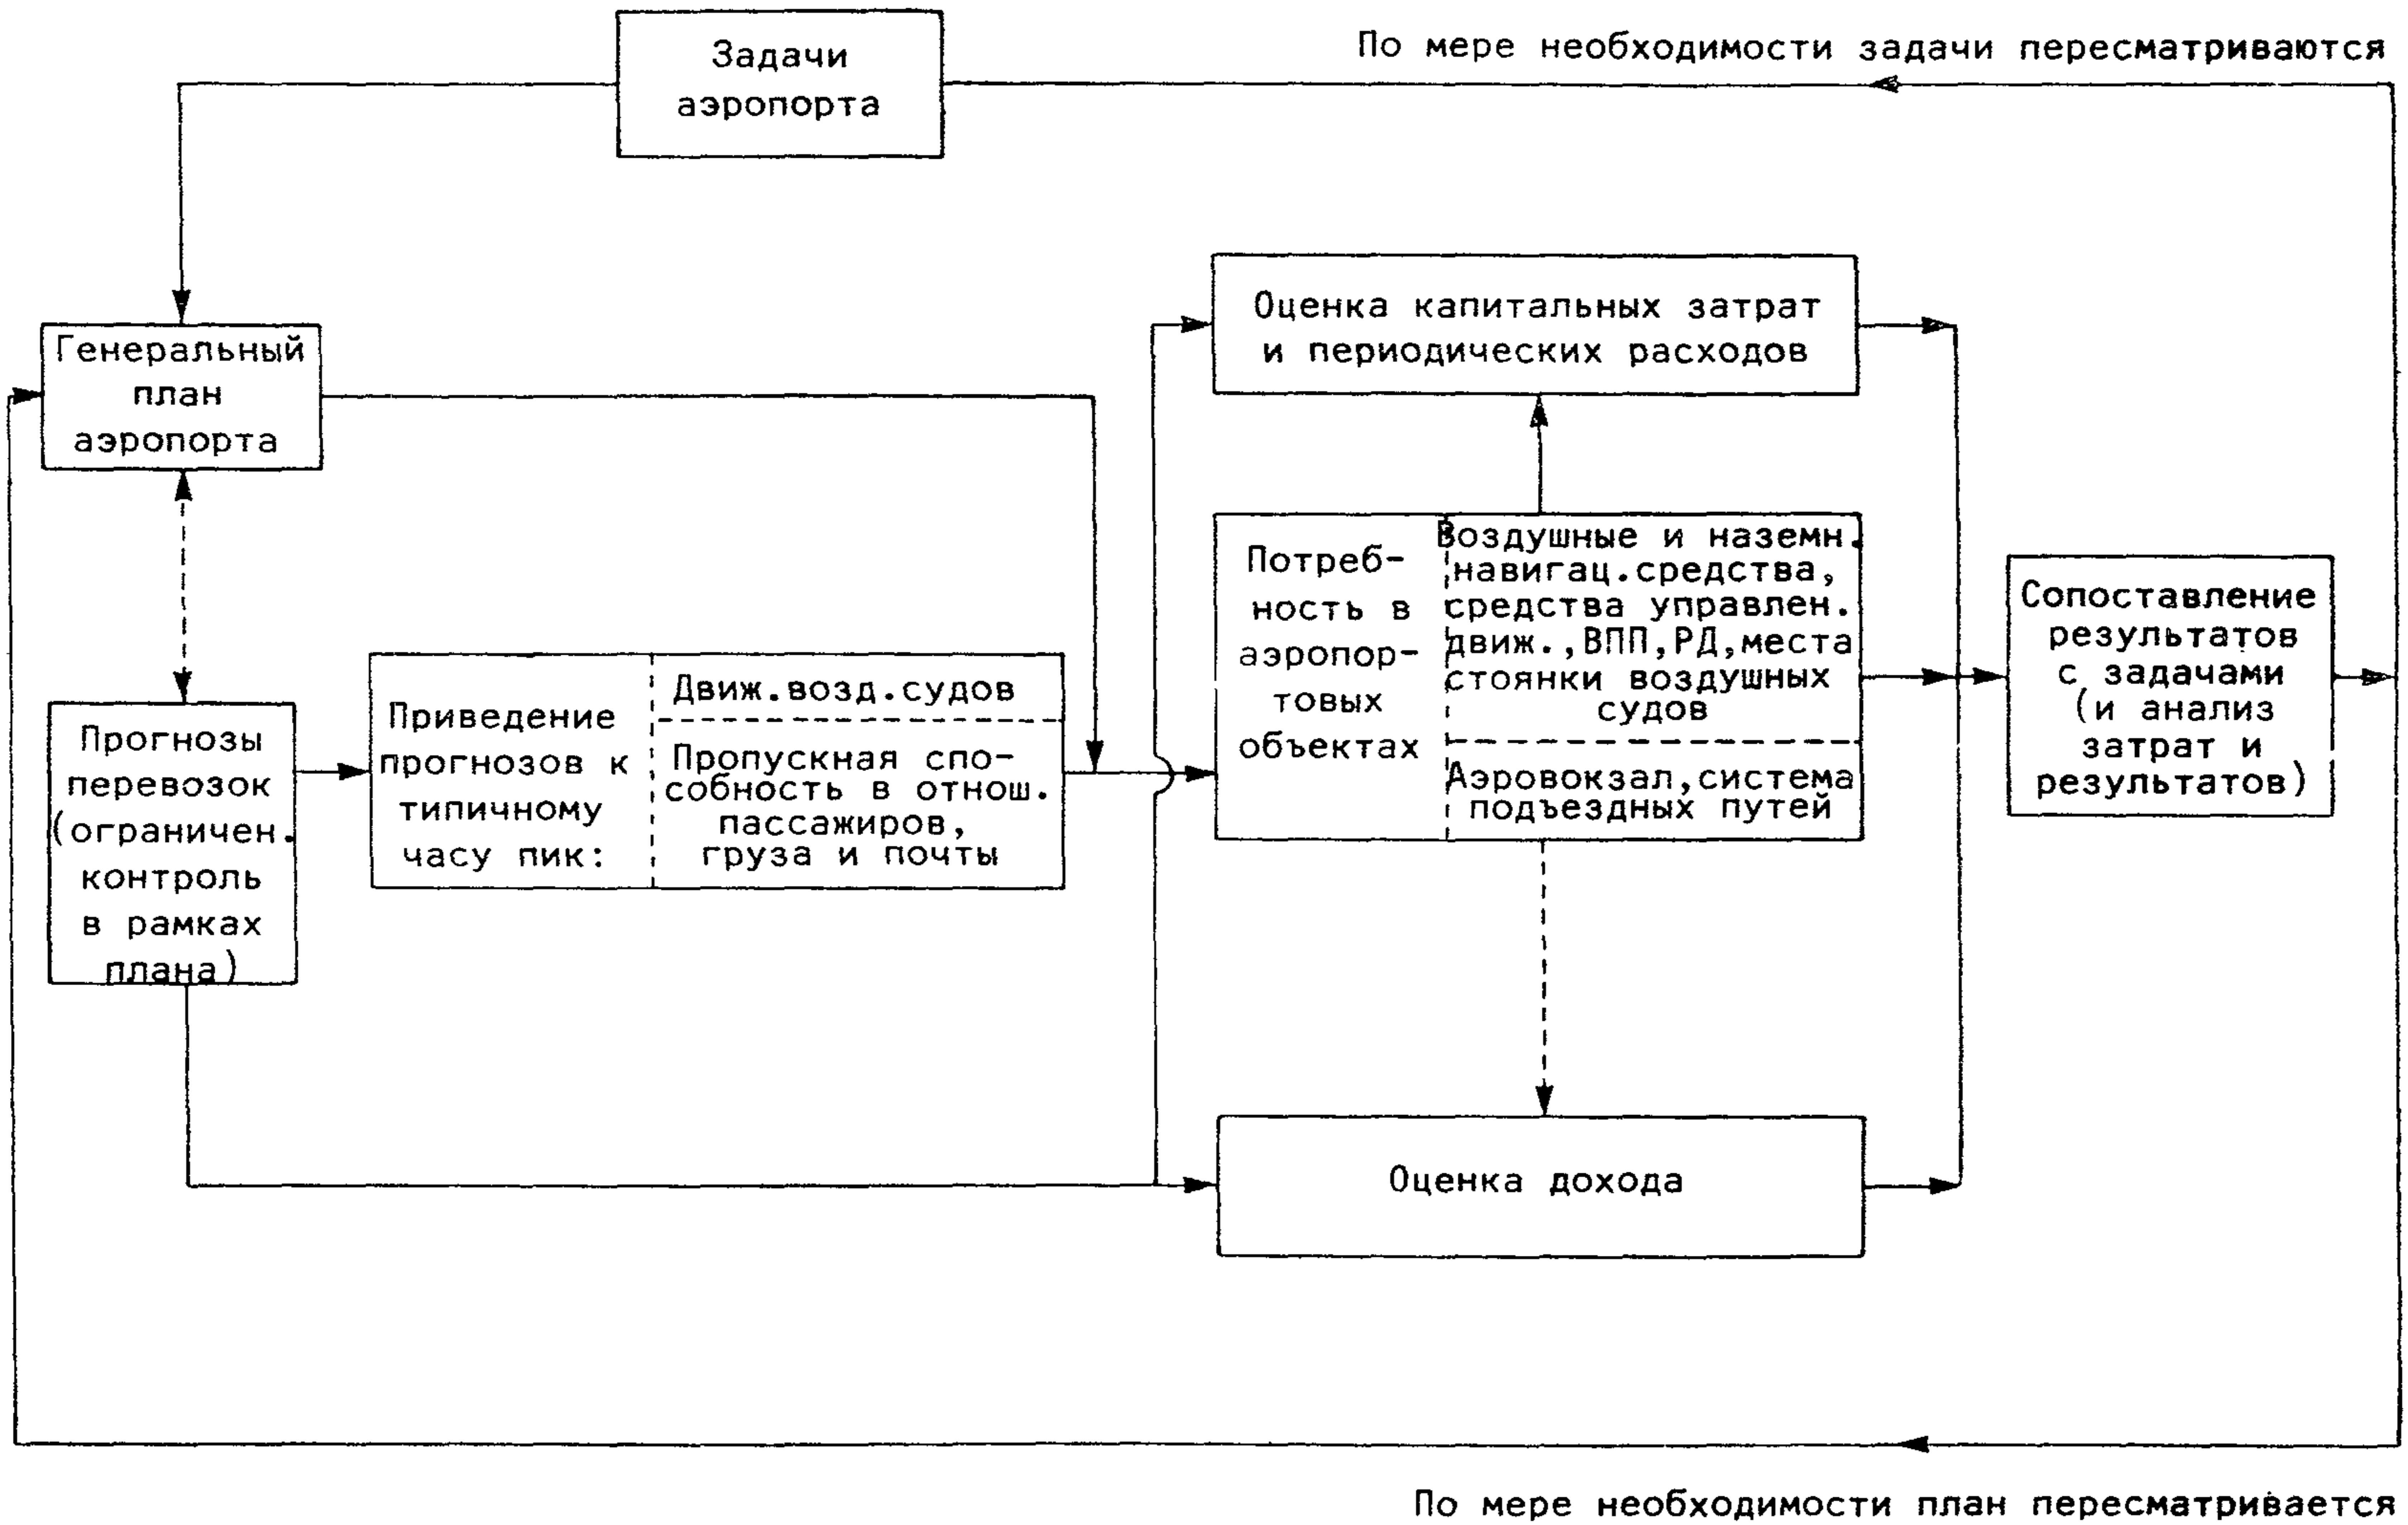 Задачи
аэропорта
По мере необходимости задачи пересматриваются
Генеральный
план
аэропорта
Оценка капитальных затрат
и периодических расходов
Прогнозы
перевозок
(ограничен.
контроль
в рамках
плана)
Приведение
прогнозов к
типичному
часу пик:
Движ.возд.судов
Пропускная спо-
собность в отнош.
пассажиров,
груза и почты
Потреб-
ность в
аэропор-
товых
объектах
Воздушные и наземн.
навигац.средства,
средства управлен.
движ.,ВПП,РД,места
стоянки воздушных
судов
Аэровокзал,система
подъездных путей
Сопоставление
результатов
с задачами
(и анализ
затрат и
результатов)
Оценка дохода
По мере необходимости план пересматривается